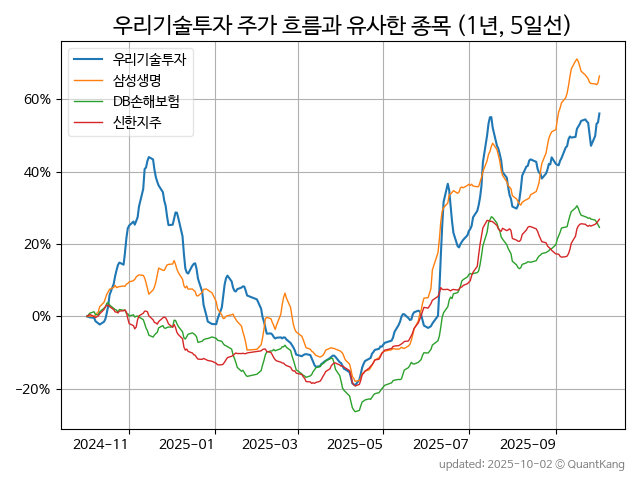 우리기술투자 주가 흐름과 유사한 종목 (1년, 5일선)
우리기술투자
삼성생명
DB손해보험
신한지주
60%
40%
20%
0%
−20%
2024-11
2025-01
2025-03
2025-05
2025-07
2025-09
updated: 2025-10-02 © QuantKang